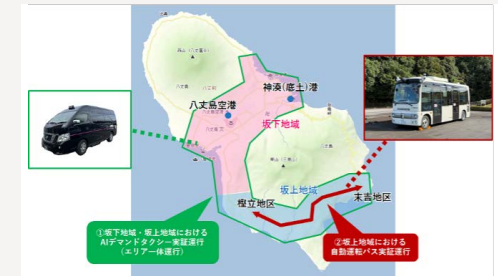 神湊(底土)港
八丈島空港
坂下地域
坂上地域
樫立地区
末吉地区
①坂下地域・坂上地域における
AIデマンドタクシー実証運行
(エリア一体運行)
②坂上地域における
自動運転バス実証運行